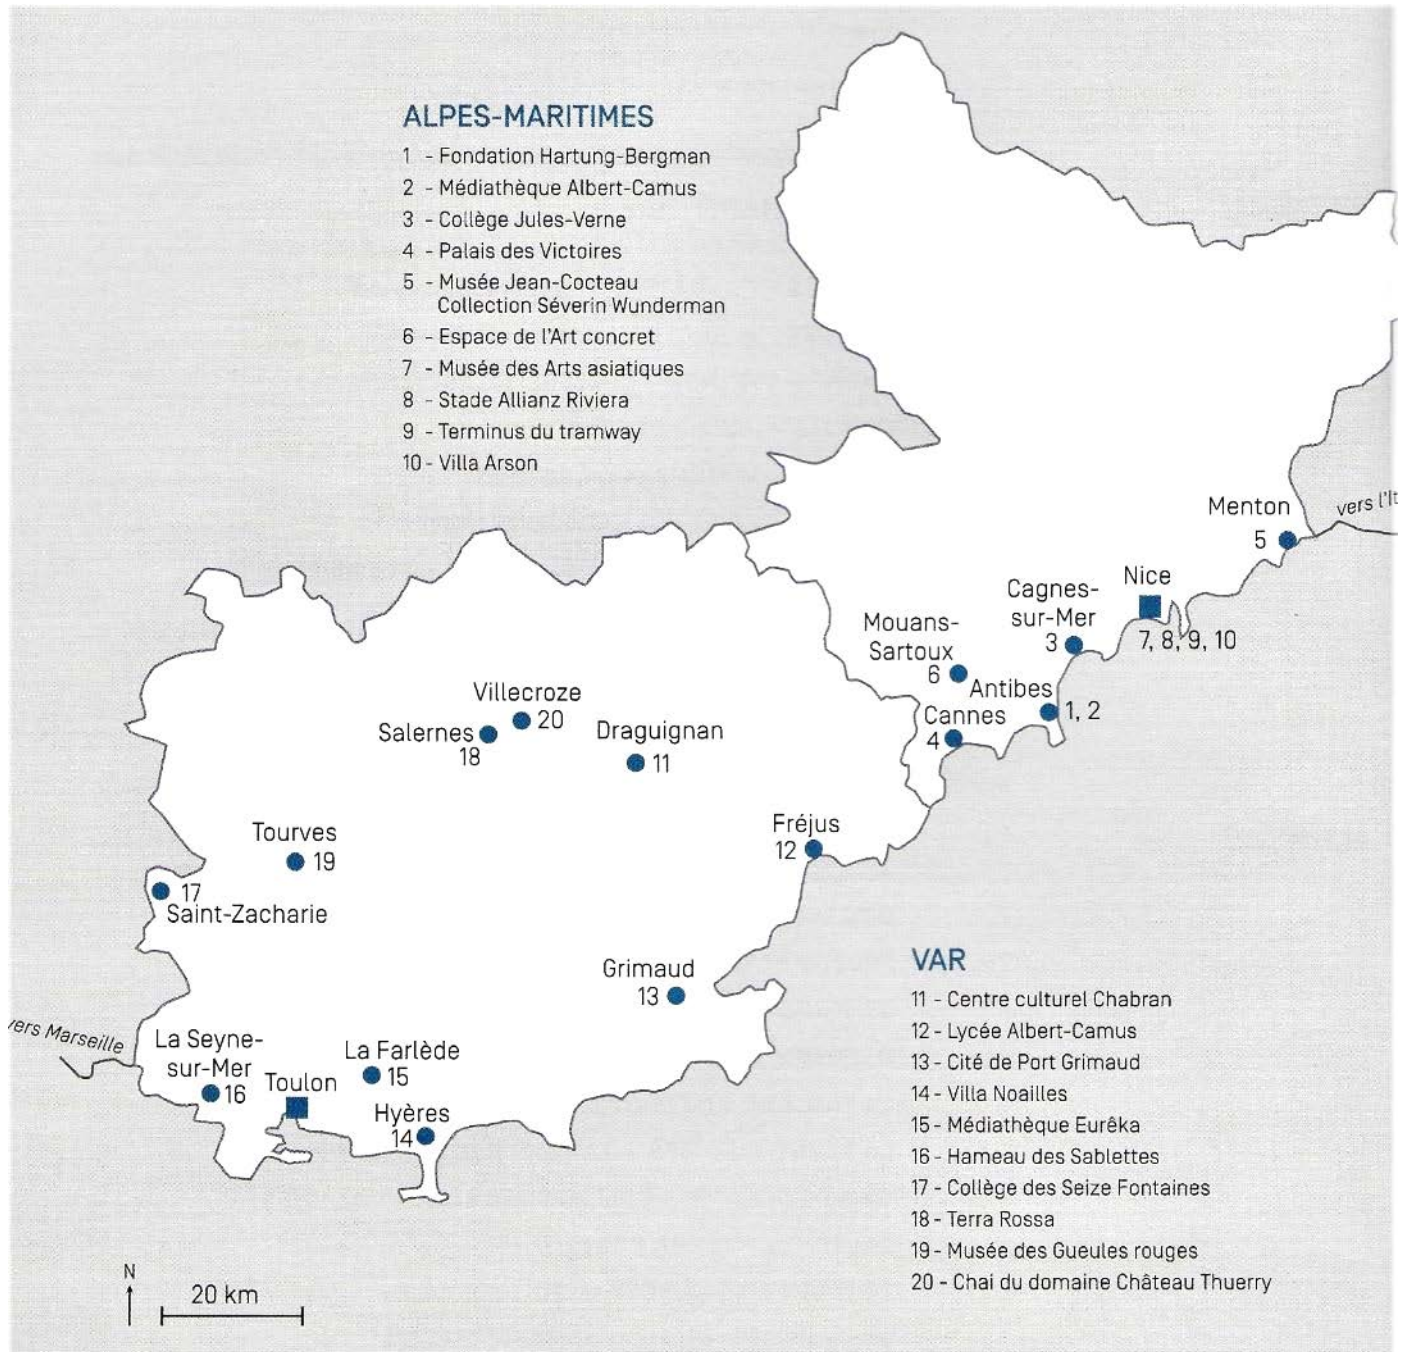 ALPES-MARITIMES
1 - Fondation Hartung-Bergman
2 - Médiathèque Albert-Camus
3 - Collège Jules-Verne
4 - Palais des Victoires
5 - Musée Jean-Cocteau
Collection Séverin Wunderman
6 - Espace de l'Art concret
7 - Musée des Arts asiatiques
8 - Stade Allianz Riviera
9 - Terminus du tramway
10 - Villa Arson
Menton
5
vers l'It
Nice
7, 8, 9, 10
Cagnes-
sur-Mer
3
Mouans-
Sartoux
6
Antibes
1, 2
Cannes
4
Villecroze
20
Salernes
18
Draguignan
11
Tourves
19
Fréjus
12
17
Saint-Zacharie
Grimaud
13
vers Marseille
La Seyne-
sur-Mer
16
Toulon
La Farlède
15
Hyères
14
VAR
11 - Centre culturel Chabran
12 - Lycée Albert-Camus
13 - Cité de Port Grimaud
14 - Villa Noailles
15 - Médiathèque Eurêka
16 - Hameau des Sablettes
17 - Collège des Seize Fontaines
18 - Terra Rossa
19 - Musée des Gueules rouges
20 - Chai du domaine Château Thuerry
N
20 km